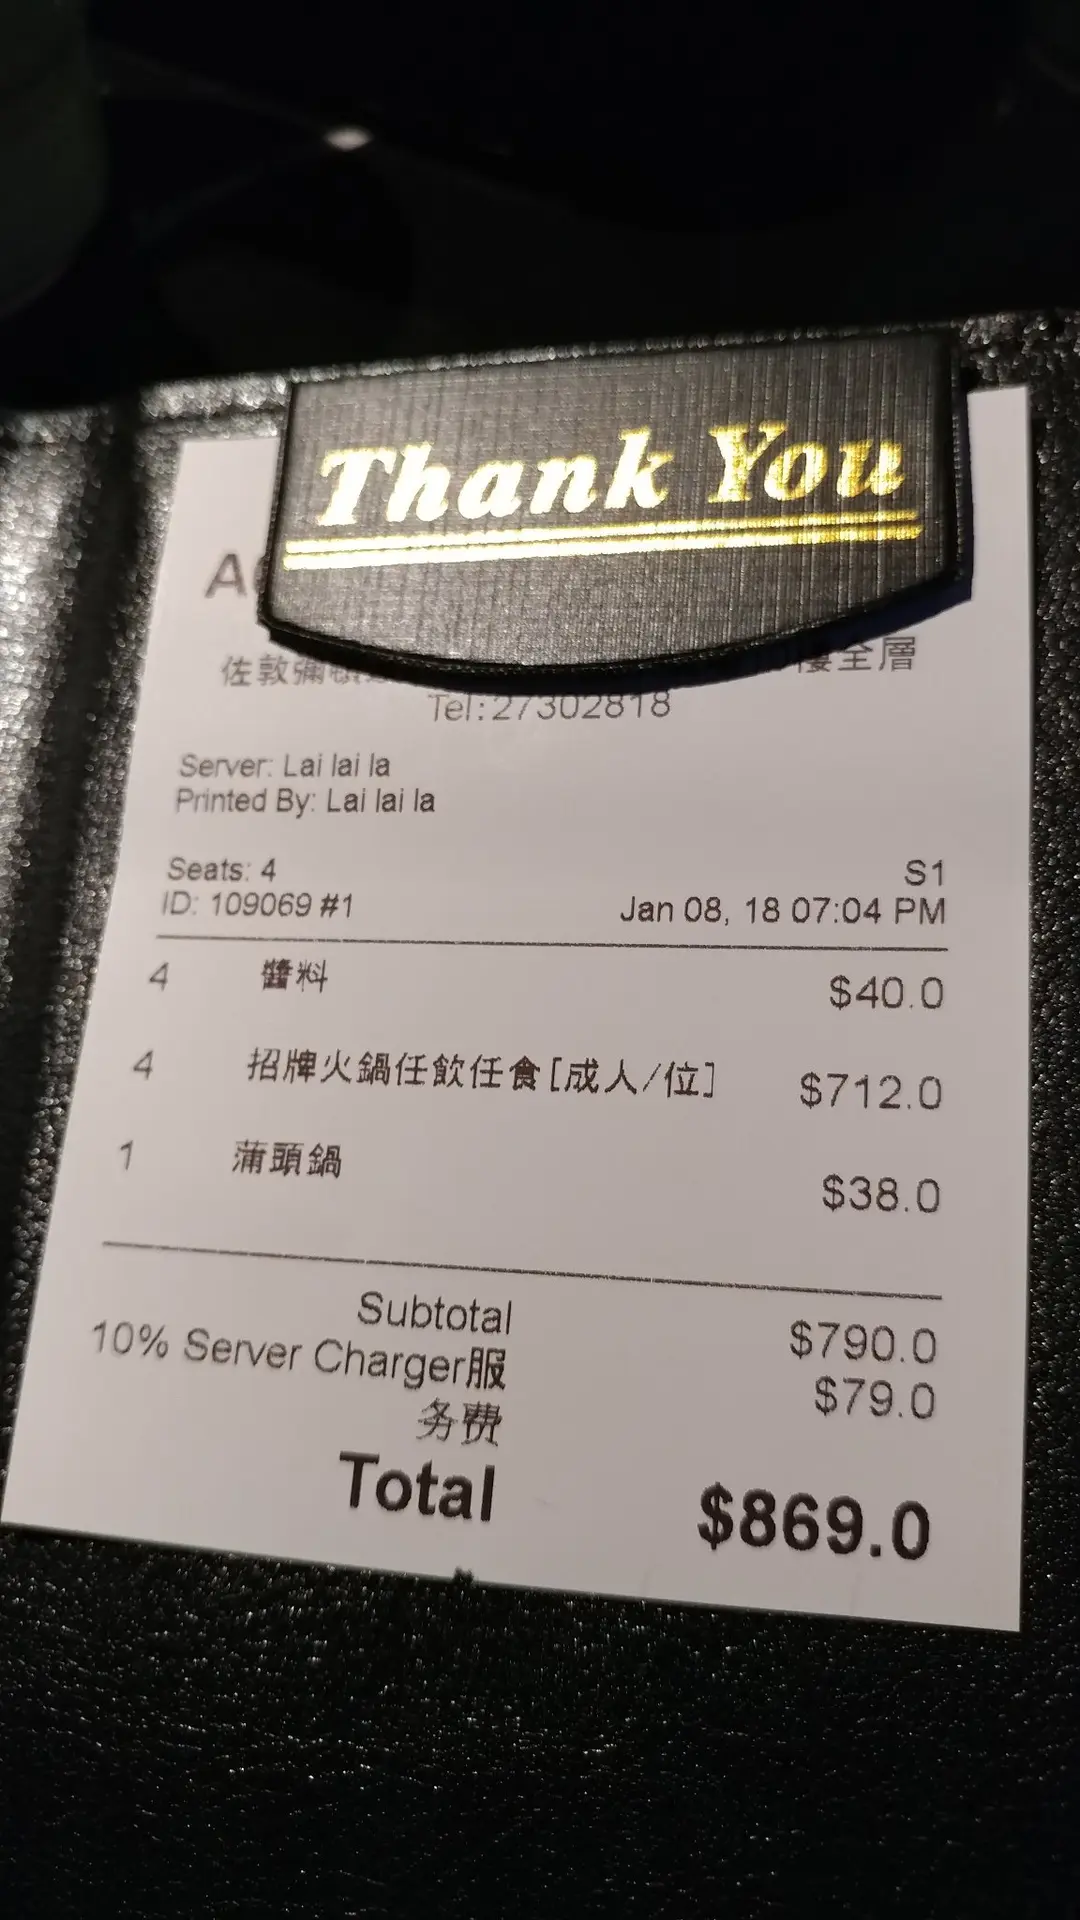 Thank You
佐敦彌 樓全層
Tel:27302818
Server: Lai lai la
Printed By: Lai lai la
Seats: 4 S1
ID: 109069 #1 Jan 08, 18 07:04 PM
4 醬料 $40.0
4 招牌火鍋任飲任食[成人/位] $712.0
1 蒲頭鍋 $38.0
Subtotal $790.0
10% Server Charger服 $79.0
务费
Total $869.0